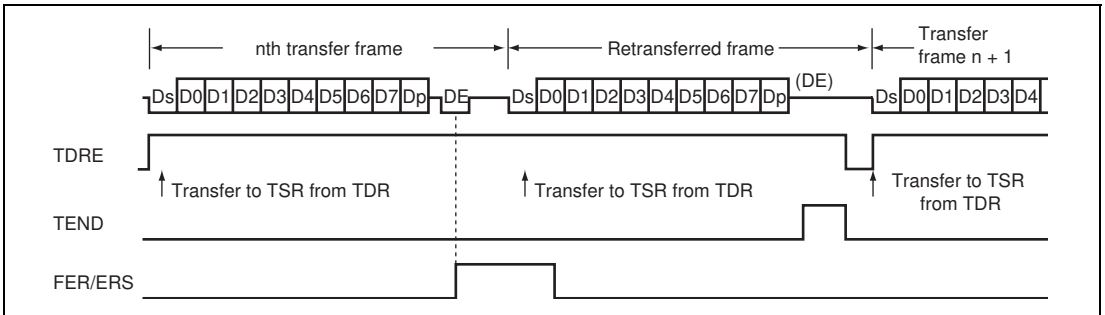 nth transfer frame
Retransferred frame
Transfer
frame n + 1
Ds D0 D1 D2 D3 D4 D5 D6 D7 Dp DE
Ds D0 D1 D2 D3 D4 D5 D6 D7 Dp (DE)
Ds D0 D1 D2 D3 D4
TDRE
Transfer to TSR from TDR
Transfer to TSR from TDR
Transfer to TSR
from TDR
TEND
FER/ERS